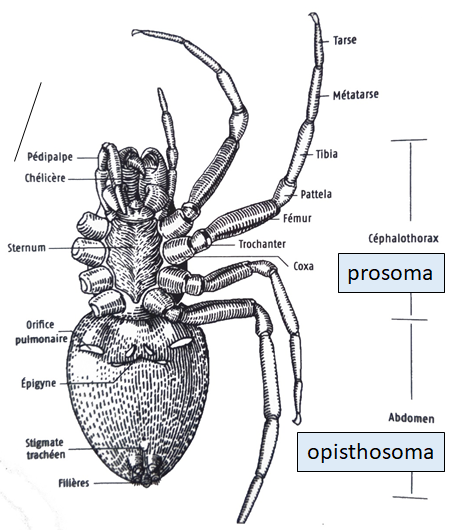 Tarse
Métatarse
Tibia
Pattela
Fémur
Trochanter
Coxa
Pédipalpe
Chélicère
Sternum
Orifice
pulmonaire
Épigyne
Stigmate
trachéen
Filières
Céphalothorax
prosoma
Abdomen
opisthosoma